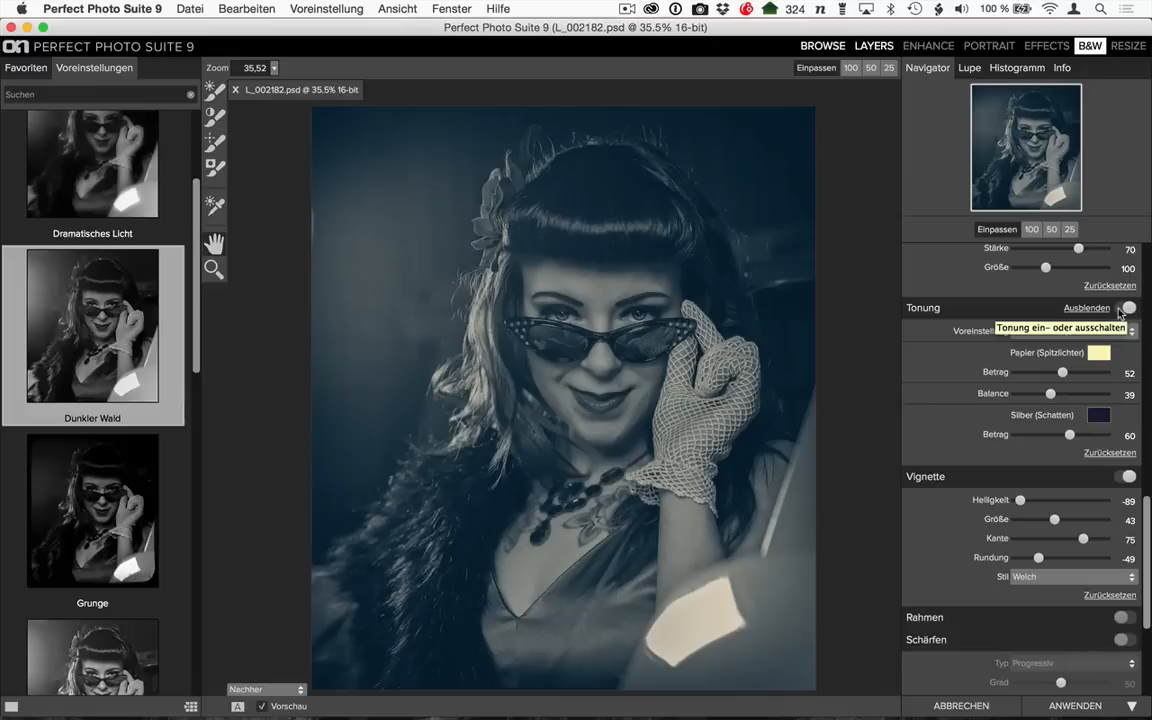 Perfect Photo Suite 9 Datei Bearbeiten Voreinstellung Ansicht Fenster Hilfe 324 100 %
Perfect Photo Suite 9 (L_002182.psd @ 35.5% 16-bit)
on PERFECT PHOTO SUITE 9 BROWSE LAYERS ENHANCE PORTRAIT EFFECTS B&W RESIZE
Favoriten Voreinstellungen Zoom 35,52 Einpassen 100 50 25 Navigator Lupe Histogramm Info
Suchen
X L_002182.psd @ 35.5% 16-bit
Dramatisches Licht
Einpassen 100 50 25
Stärke 70
Größe 100
Zurücksetzen
Tonung Ausblenden
Tonung ein- oder ausschalten
Papier (Spitzlichter)
Betrag 52
Balance 39
Silber (Schatten)
Dunkler Wald
Betrag 60
Zurücksetzen
Vignette
Helligkeit -89
Größe 43
Kante 75
Rundung -49
Stil Weich
Zurücksetzen
Grunge
Rahmen
Schärfen
Typ Progressiv
Grad 50
Nachher
A Vorschau
ABBRECHEN ANWENDEN